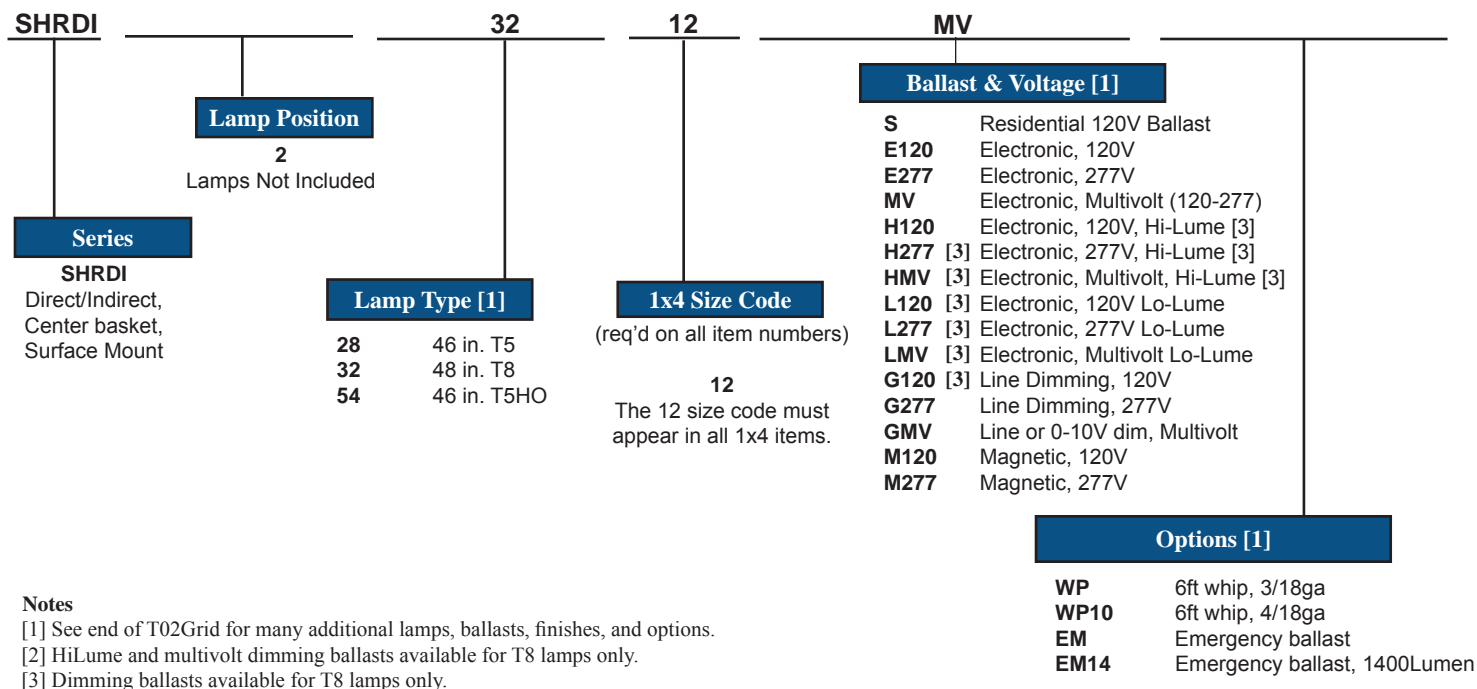 SHRDI 32 12 MV
Lamp Position
2
Lamps Not Included
Series
SHRDI
Direct/Indirect,
Center basket,
Surface Mount
Lamp Type [1]
28 46 in. T5
32 48 in. T8
54 46 in. T5HO
1x4 Size Code
(req'd on all item numbers)
12
The 12 size code must
appear in all 1x4 items.
Ballast & Voltage [1]
S Residential 120V Ballast
E120 Electronic, 120V
E277 Electronic, 277V
MV Electronic, Multivolt (120-277)
H120 Electronic, 120V, Hi-Lume [3]
H277 [3] Electronic, 277V, Hi-Lume [3]
HMV [3] Electronic, Multivolt, Hi-Lume [3]
L120 [3] Electronic, 120V Lo-Lume
L277 [3] Electronic, 277V Lo-Lume
LMV [3] Electronic, Multivolt Lo-Lume
G120 [3] Line Dimming, 120V
G277 Line Dimming, 277V
GMV Line or 0-10V dim, Multivolt
M120 Magnetic, 120V
M277 Magnetic, 277V
Options [1]
WP 6ft whip, 3/18ga
WP10 6ft whip, 4/18ga
EM Emergency ballast
EM14 Emergency ballast, 1400Lumen
Notes
[1] See end of T02Grid for many additional lamps, ballasts, finishes, and options.
[2] HiLume and multivolt dimming ballasts available for T8 lamps only.
[3] Dimming ballasts available for T8 lamps only.